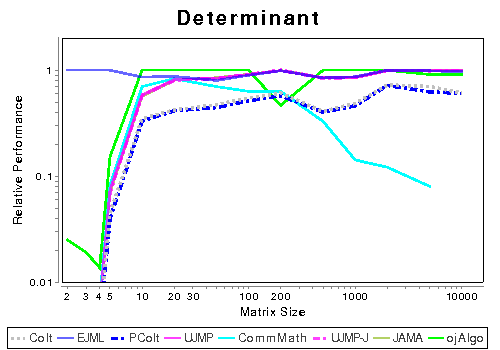 Determinant
Relative Performance
1
0.1
0.01
2 3 4 5 10 20 30 100 200 1000 10000
Matrix Size
Colt EJML PColt UJMP CommMath UJMP-J JAMA ojAlgo